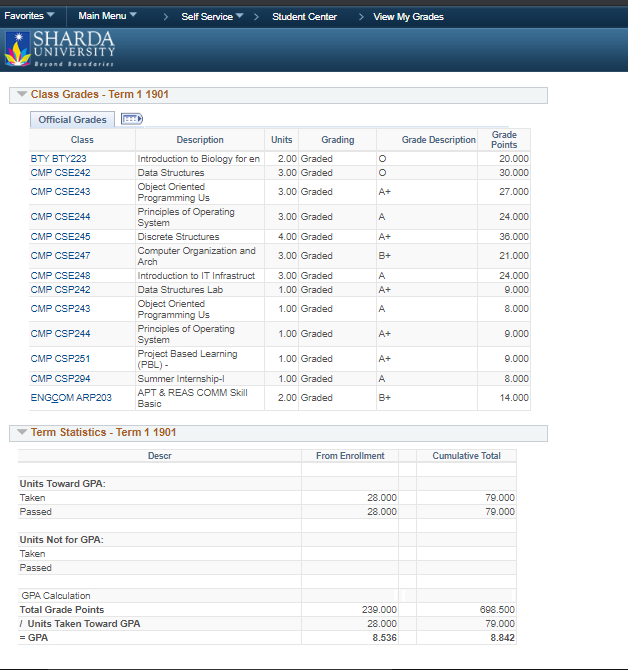 Favorites Main Menu > Self Service > Student Center > View My Grades
SHARDA
UNIVERSITY
Beyond Boundaries
Class Grades - Term 1 1901
Official Grades
Class Description Units Grading Grade Description Grade Points
BTY BTY223 Introduction to Biology for en 2.00 Graded O 20.000
CMP CSE242 Data Structures 3.00 Graded O 30.000
CMP CSE243 Object Oriented Programming Us 3.00 Graded A+ 27.000
CMP CSE244 Principles of Operating System 3.00 Graded A 24.000
CMP CSE245 Discrete Structures 4.00 Graded A+ 36.000
CMP CSE247 Computer Organization and Arch 3.00 Graded B+ 21.000
CMP CSE248 Introduction to IT Infrastruct 3.00 Graded A 24.000
CMP CSP242 Data Structures Lab 1.00 Graded A+ 9.000
CMP CSP243 Object Oriented Programming Us 1.00 Graded A 8.000
CMP CSP244 Principles of Operating System 1.00 Graded A+ 9.000
CMP CSP251 Project Based Learning (PBL) - 1.00 Graded A+ 9.000
CMP CSP294 Summer Internship-I 1.00 Graded A 8.000
ENGCOM ARP203 APT & REAS COMM Skill Basic 2.00 Graded B+ 14.000
Term Statistics - Term 1 1901
Descr From Enrollment Cumulative Total
Units Toward GPA:
Taken 28.000 79.000
Passed 28.000 79.000
Units Not for GPA:
Taken
Passed
GPA Calculation
Total Grade Points 239.000 698.500
/ Units Taken Toward GPA 28.000 79.000
= GPA 8.536 8.842